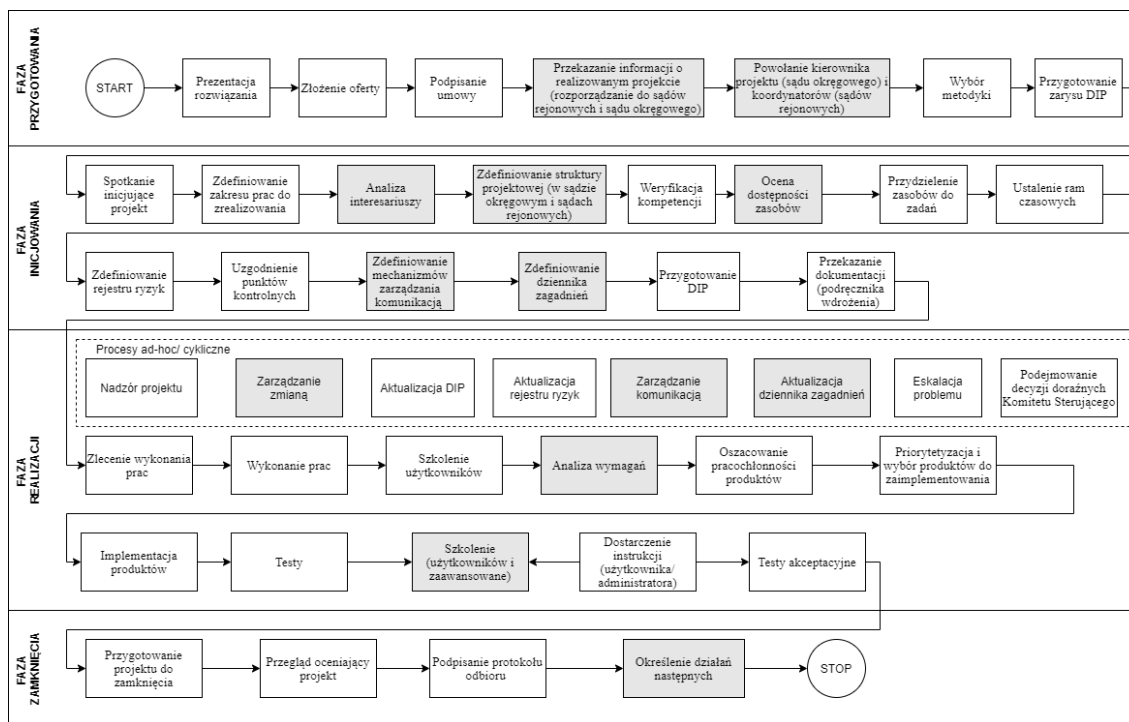 FAZA
PRZYGOTOWANIA
START
Prezentacja
rozwiązania
Złożenie oferty
Podpisanie
umowy
Przekazanie informacji o
realizowanym projekcie
(rozporządzanie do sądów
rejonowych i sądu okręgowego)
Powołanie kierownika
projektu (sądu okręgowego) i
koordynatorów (sądów
rejonowych)
Wybór
metodyki
Przygotowanie
zarysu DIP
FAZA
INICJOWANIA
Spotkanie
inicjujące
projekt
Zdefiniowanie
zakresu prac do
zrealizowania
Analiza
interesariuszy
Zdefiniowanie struktury
projektowej (w sądzie
okręgowym i sądach
rejonowych)
Weryfikacja
kompetencji
Ocena
dostępności
zasobów
Przydzielenie
zasobów do
zadań
Ustalenie ram
czasowych
Zdefiniowanie
rejestru ryzyk
Uzgodnienie
punktów
kontrolnych
Zdefiniowanie
mechanizmów
zarządzania
komunikacją
Zdefiniowanie
dziennika
zagadnień
Przygotowanie
DIP
Przekazanie
dokumentacji
(podręcznika
wdrożenia)
FAZA
REALIZACJI
Procesy ad-hoc/ cykliczne
Nadzór projektu
Zarządzanie
zmianą
Aktualizacja DIP
Aktualizacja
rejestru ryzyk
Zarządzanie
komunikacją
Aktualizacja
dziennika zagadnień
Eskalacja
problemu
Podejmowanie
decyzji doraźnych
Komitetu Sterującego
Zlecenie wykonania
prac
Wykonanie prac
Szkolenie
użytkowników
Analiza wymagań
Oszacowanie
pracochłonności
produktów
Priorytetyzacja i
wybór produktów do
zaimplementowania
Implementacja
produktów
Testy
Szkolenie
(użytkowników i
zaawansowane)
Dostarczenie
instrukcji
(użytkownika/
administratora)
Testy akceptacyjne
FAZA
ZAMKNIĘCIA
Przygotowanie
projektu do
zamknięcia
Przegląd oceniający
projekt
Podpisanie protokołu
odbioru
Określenie działań
następnych
STOP